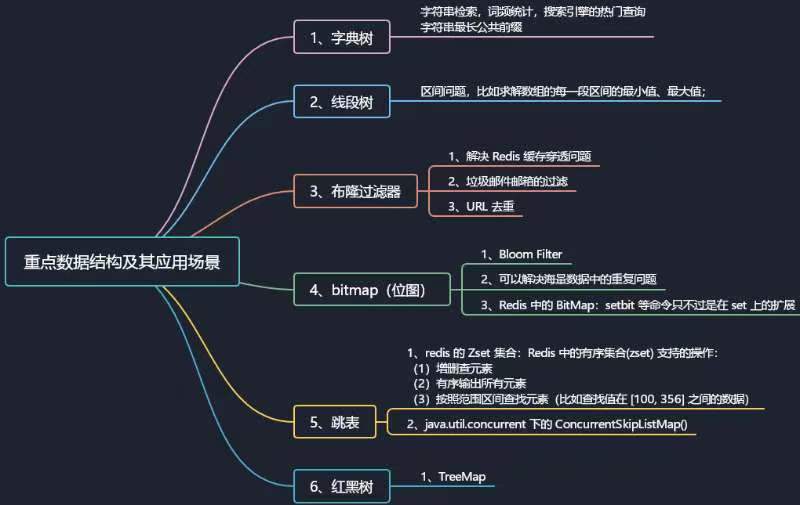 重点数据结构及其应用场景
1、字典树
字符串检索，词频统计，搜索引擎的热门查询
字符串最长公共前缀
2、线段树
区间问题，比如求解数组的每一段区间的最小值、最大值；
3、布隆过滤器
1、解决 Redis 缓存穿透问题
2、垃圾邮件邮箱的过滤
3、URL 去重
4、bitmap（位图）
1、Bloom Filter
2、可以解决海量数据中的重复问题
3、Redis 中的 BitMap：setbit 等命令只不过是在 set 上的扩展
5、跳表
1、redis 的 Zset 集合：Redis 中的有序集合(zset) 支持的操作：
（1）增删查元素
（2）有序输出所有元素
（3）按照范围区间查找元素（比如查找值在 [100, 356] 之间的数据）
2、java.util.concurrent 下的 ConcurrentSkipListMap()
6、红黑树
1、TreeMap